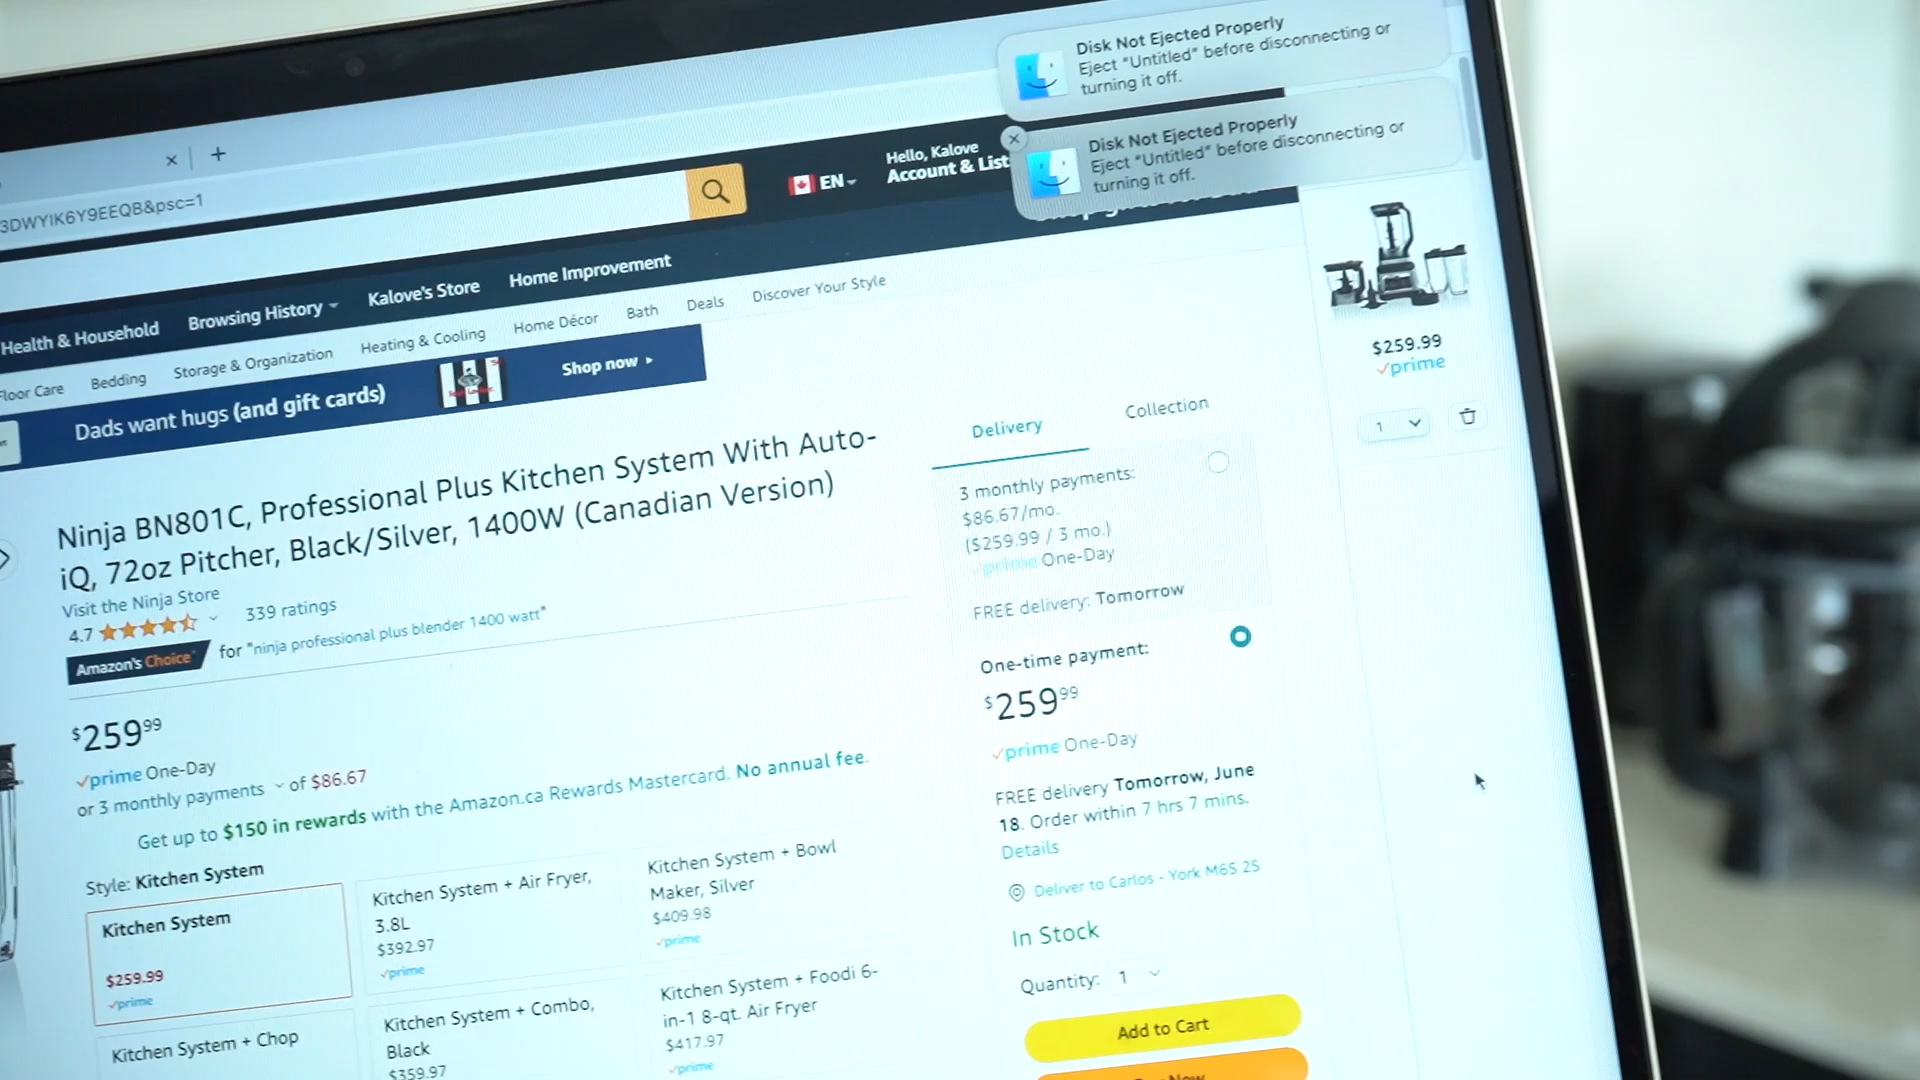 Disk Not Ejected Properly
Eject "Untitled" before disconnecting or
turning it off.
Disk Not Ejected Properly
Eject "Untitled" before disconnecting or
turning it off.
3DWYIK6Y9EEQB&psc=1
EN
Hello, Kalove
Account & List
Health & Household
Browsing History
Kalove's Store
Home Improvement
Floor Care
Bedding
Storage & Organization
Heating & Cooling
Home Décor
Bath
Deals
Discover Your Style
Dads want hugs (and gift cards)
Shop now
$259.99
prime
1
Ninja BN801C, Professional Plus Kitchen System With Auto-
iQ, 72oz Pitcher, Black/Silver, 1400W (Canadian Version)
Visit the Ninja Store
4.7
339 ratings
Amazon's Choice
for "ninja professional plus blender 1400 watt"
$259.99
prime One-Day
or 3 monthly payments of $86.67
Get up to $150 in rewards with the Amazon.ca Rewards Mastercard. No annual fee.
Style: Kitchen System
Kitchen System
$259.99
prime
Kitchen System + Air Fryer,
3.8L
$392.97
prime
Kitchen System + Bowl
Maker, Silver
$409.98
prime
Kitchen System + Chop
Kitchen System + Combo,
Black
$359.97
Kitchen System + Foodi 6-
in-1 8-qt. Air Fryer
$417.97
prime
Delivery
Collection
3 monthly payments:
$86.67/mo.
($259.99 / 3 mo.)
prime One-Day
FREE delivery: Tomorrow
One-time payment:
$259.99
prime One-Day
FREE delivery Tomorrow, June
18. Order within 7 hrs 7 mins.
Details
Deliver to Carlos - York M6S 2S
In Stock
Quantity: 1
Add to Cart